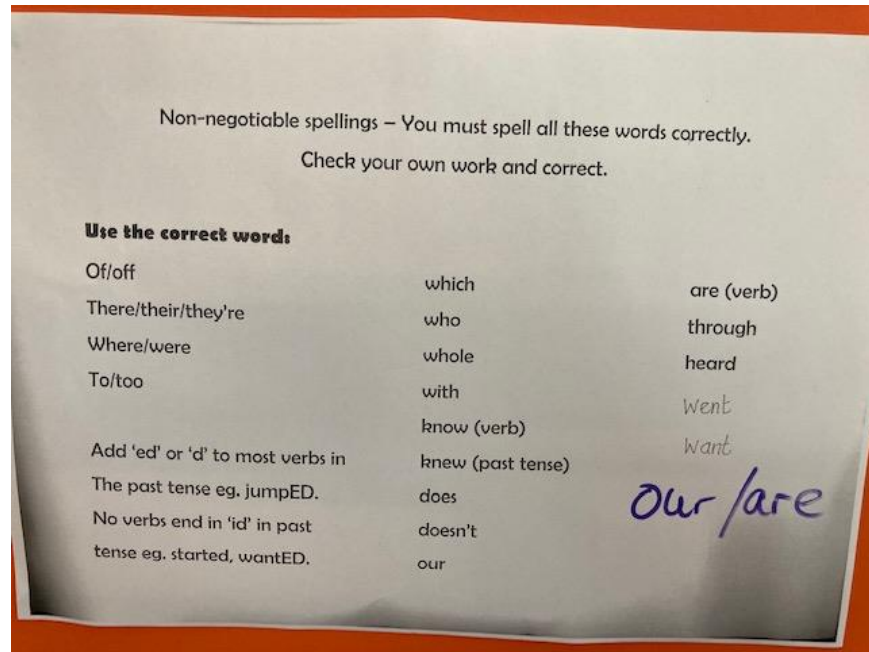 Non-negotiable spellings – You must spell all these words correctly.
Check your own work and correct.
Use the correct word:
Of/off
There/their/they're
Where/were
To/too
Add 'ed' or 'd' to most verbs in
The past tense eg. jumpED.
No verbs end in 'id' in past
tense eg. started, wantED.
which
who
whole
with
know (verb)
knew (past tense)
does
doesn't
our
are (verb)
through
heard
Went
Want
our/are